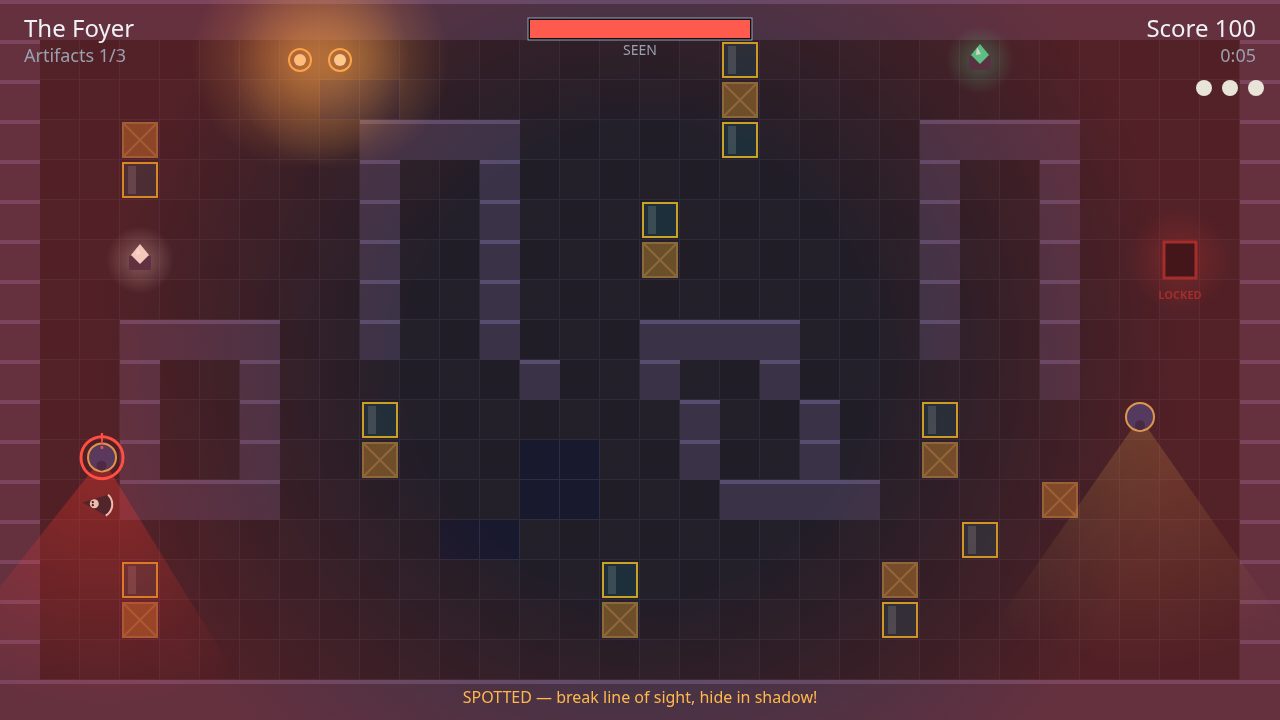 The Foyer
Artifacts 1/3
SEEN
Score 100
0:05
LOCKED
SPOTTED — break line of sight, hide in shadow!